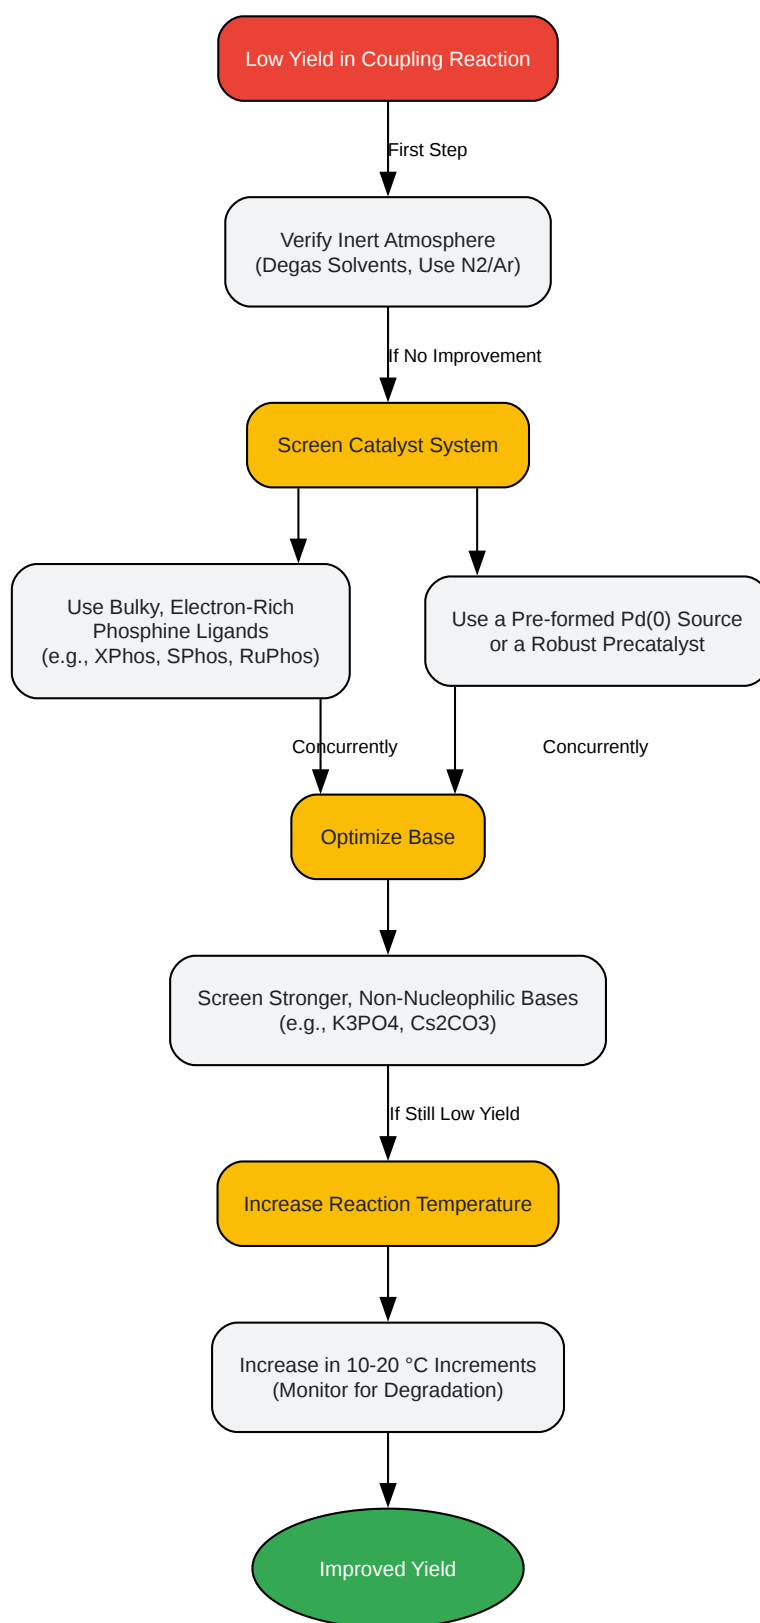 Low Yield in Coupling Reaction
First Step
Verify Inert Atmosphere
(Degas Solvents, Use N2/Ar)
If No Improvement
Screen Catalyst System
Use Bulky, Electron-Rich
Phosphine Ligands
(e.g., XPhos, SPhos, RuPhos)
Use a Pre-formed Pd(0) Source
or a Robust Precatalyst
Concurrently
Concurrently
Optimize Base
Screen Stronger, Non-Nucleophilic Bases
(e.g., K3PO4, Cs2CO3)
If Still Low Yield
Increase Reaction Temperature
Increase in 10-20 °C Increments
(Monitor for Degradation)
Improved Yield